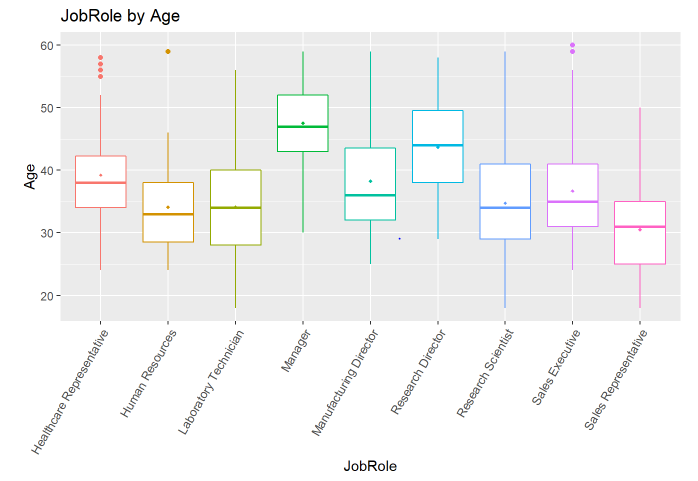 JobRole by Age
60
50
40
30
20
Age
Healthcare Representative
Human Resources
Laboratory Technician
Manager
Manufacturing Director
Research Director
Research Scientist
Sales Executive
Sales Representative
JobRole